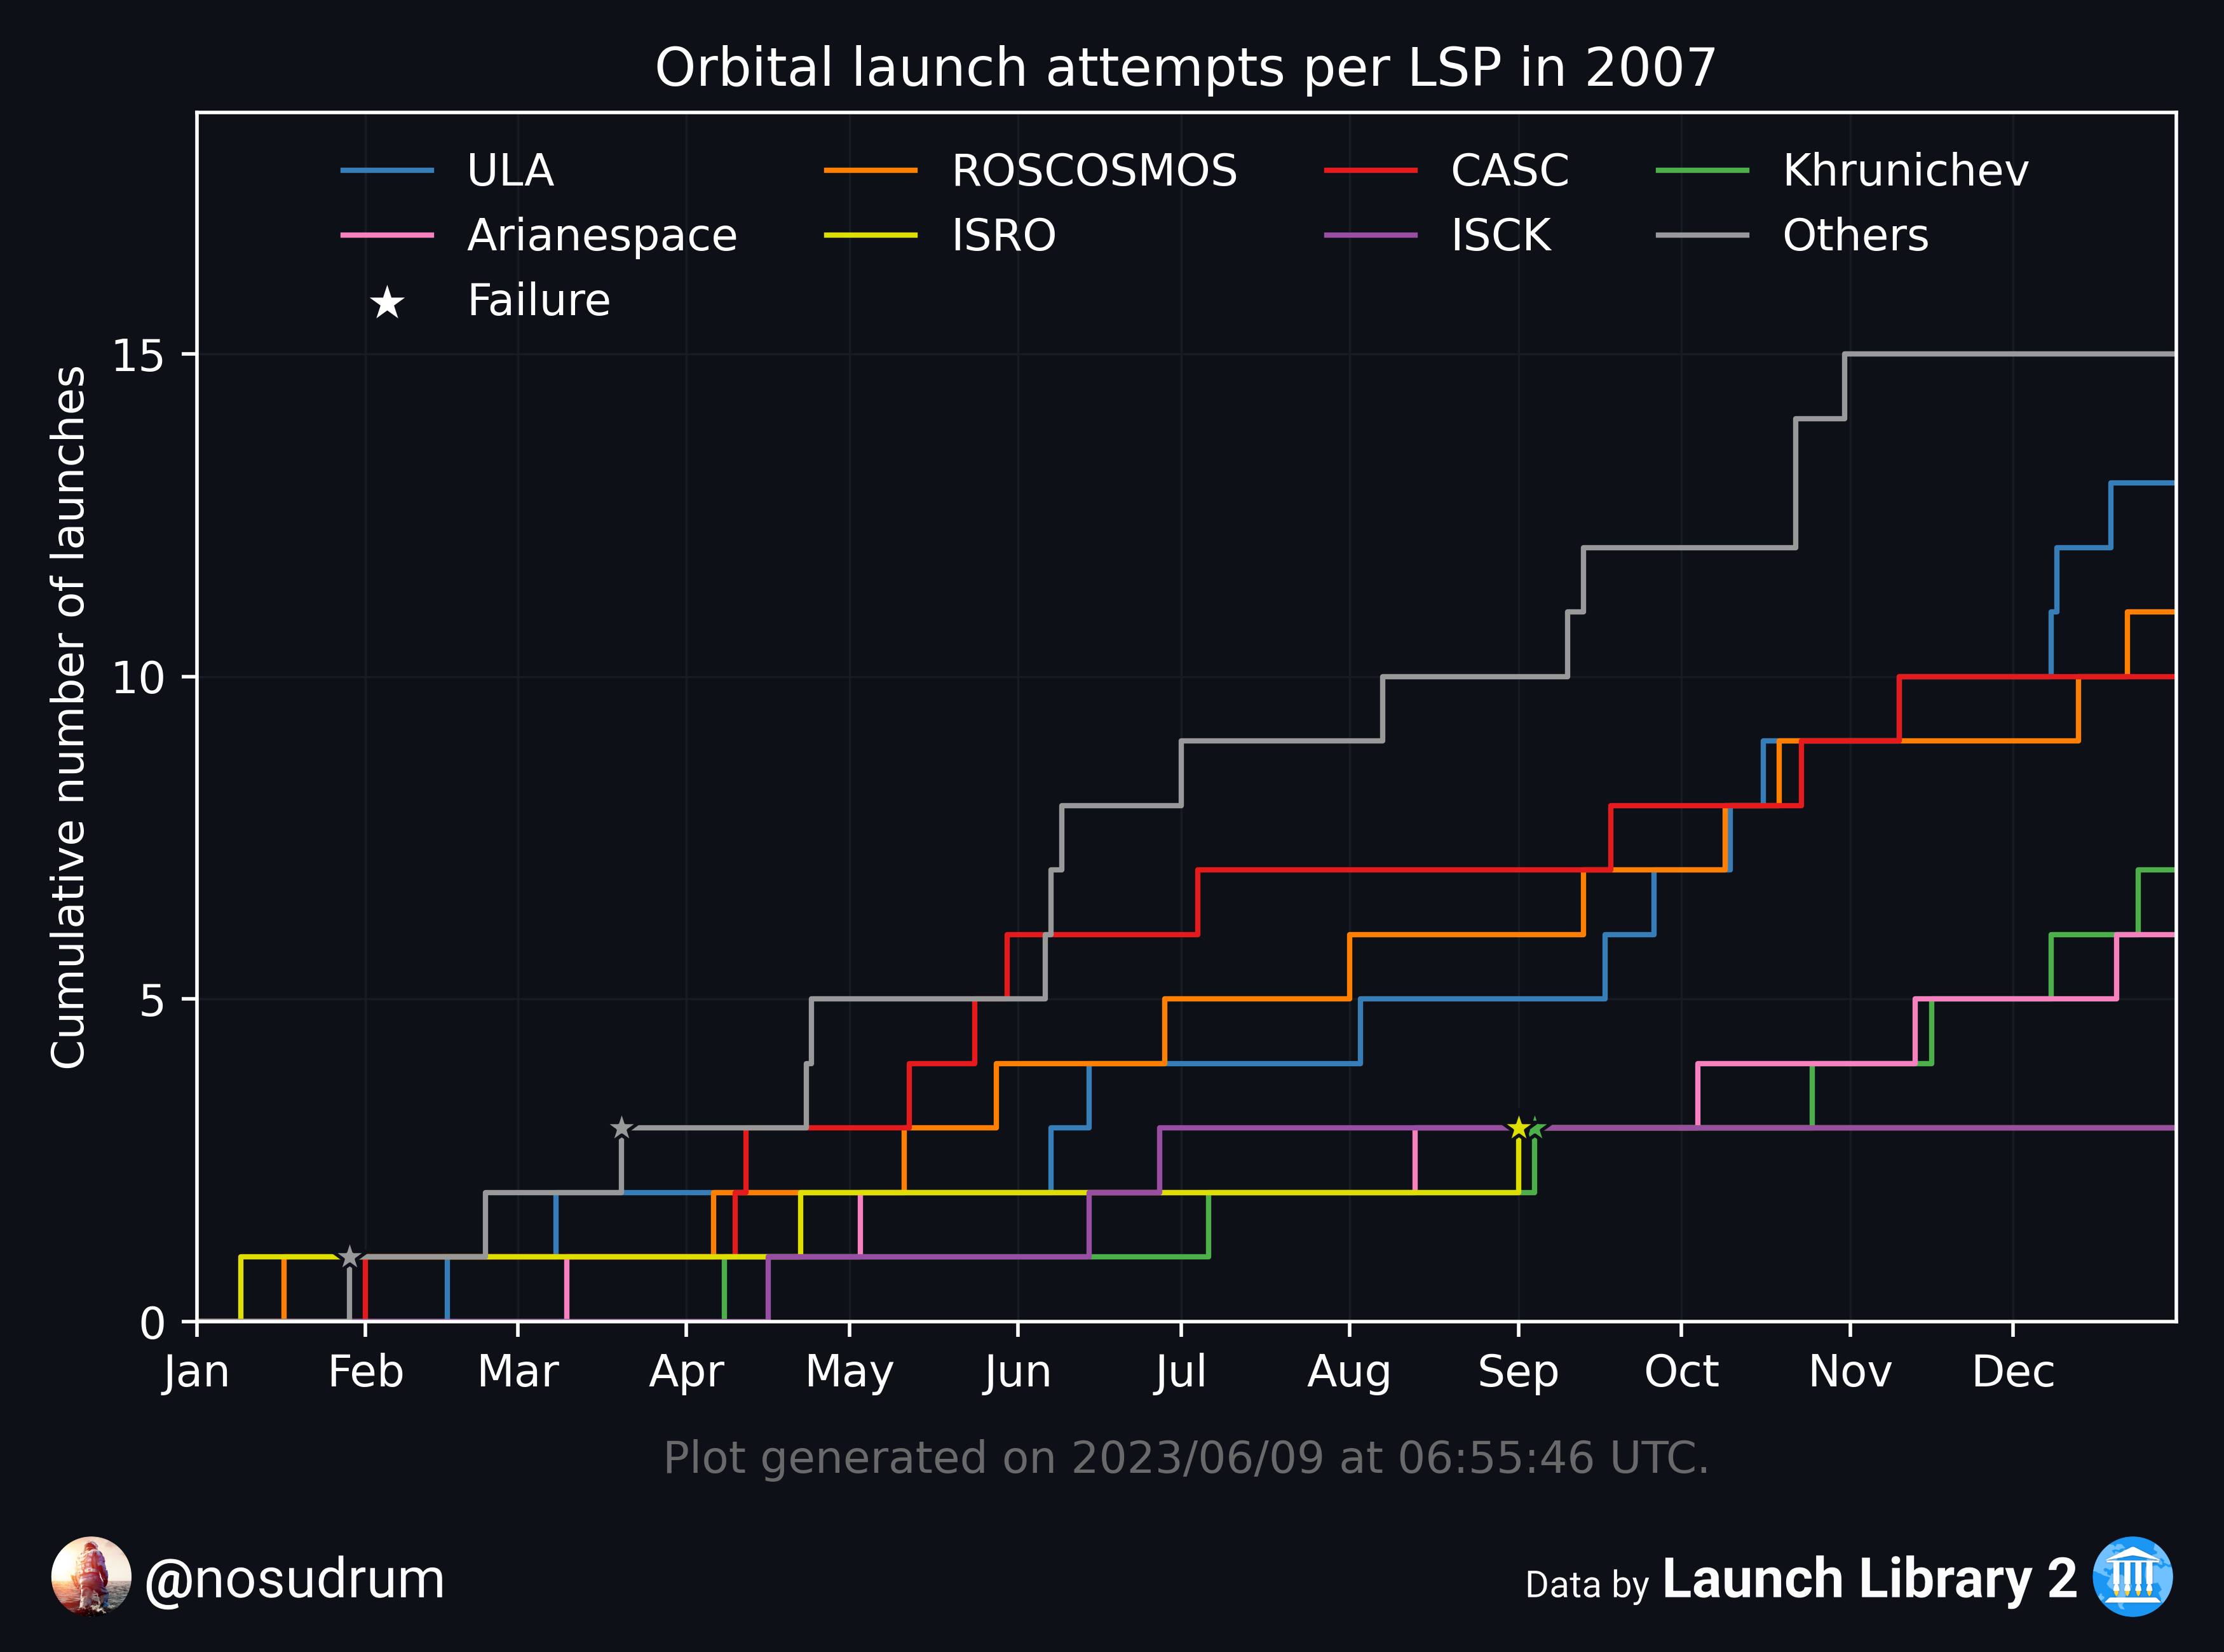 Orbital launch attempts per LSP in 2007
ULA ROSCOSMOS CASC Khrunichev
Arianespace ISRO ISCK Others
Failure
Cumulative number of launches
15
10
5
0
Jan Feb Mar Apr May Jun Jul Aug Sep Oct Nov Dec
Plot generated on 2023/06/09 at 06:55:46 UTC.
@nosudrum Data by Launch Library 2